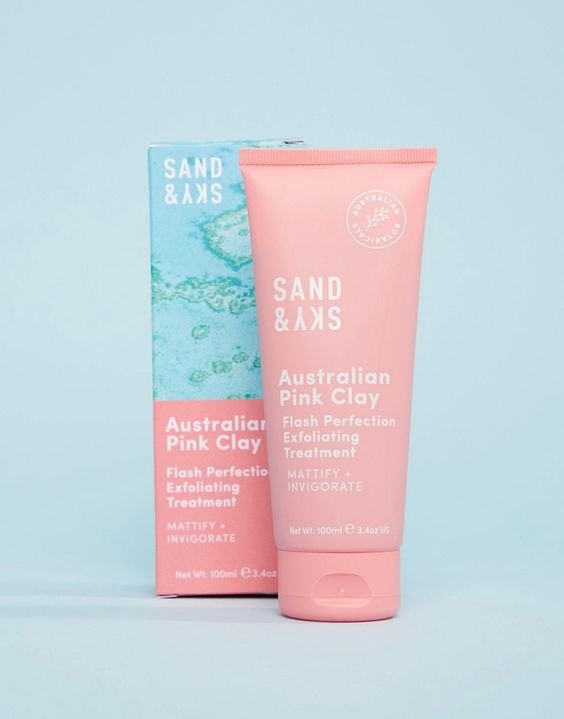 SAND
& SKY
Australian
Pink Clay
Flash
Exfoliating
Treatment
MATTIFY +
INVIGORATE
Net Wt. 100ml ℮ 3.4oz
AUSTRALIAN BOTANICALS
SAND
& SKY
Australian
Pink Clay
Flash Perfection
Exfoliating
Treatment
MATTIFY +
INVIGORATE
Net Wt. 100ml ℮ 3.4oz US